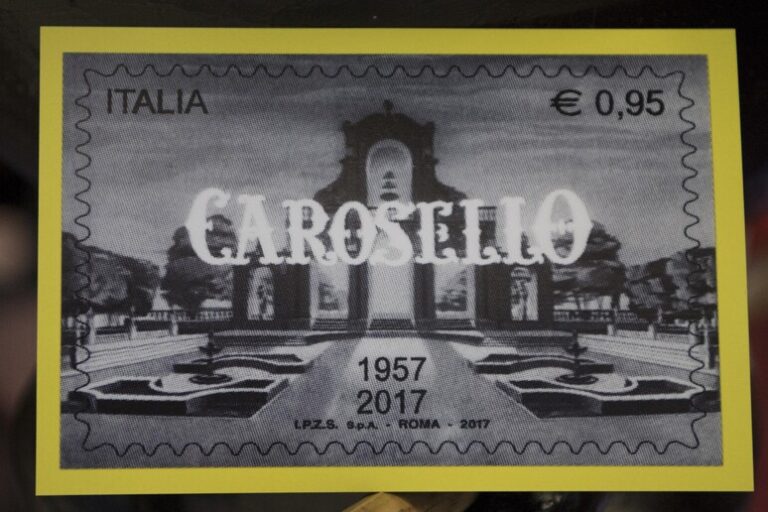 ITALIA € 0,95
CAROSELLO
1957
2017
I.P.Z.S. S.p.A. - ROMA - 2017